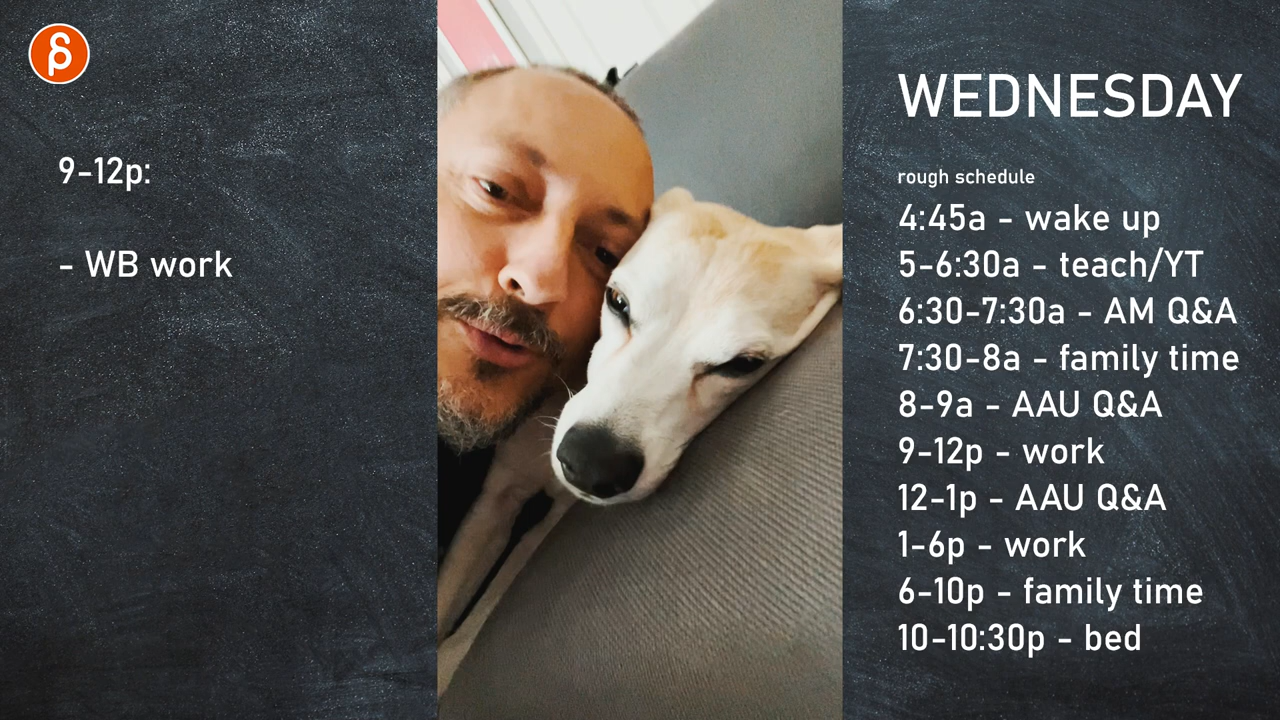 9-12p:
- WB work
WEDNESDAY
rough schedule
4:45a - wake up
5-6:30a - teach/YT
6:30-7:30a - AM Q&A
7:30-8a - family time
8-9a - AAU Q&A
9-12p - work
12-1p - AAU Q&A
1-6p - work
6-10p - family time
10-10:30p - bed